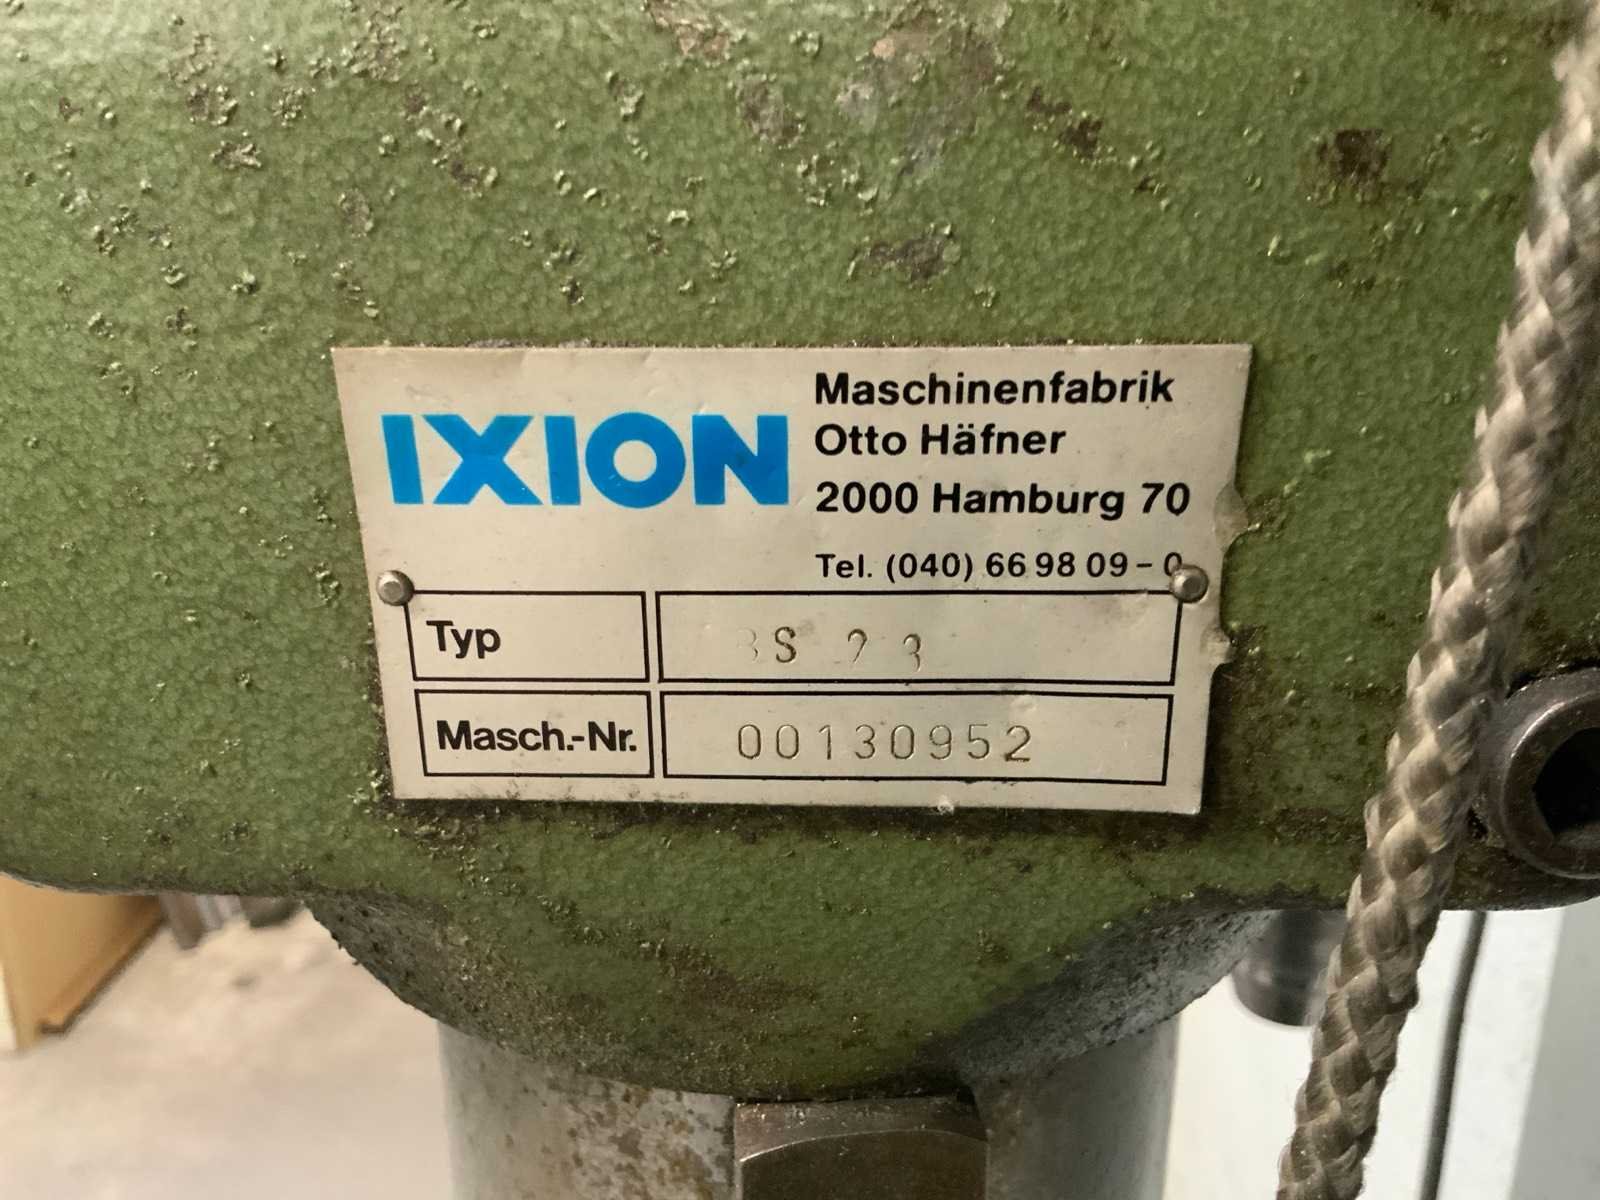 IXION
Maschinenfabrik
Otto Häfner
2000 Hamburg 70
Tel. (040) 66 98 09 – 0
Typ BS 23
Masch.-Nr. 00130952